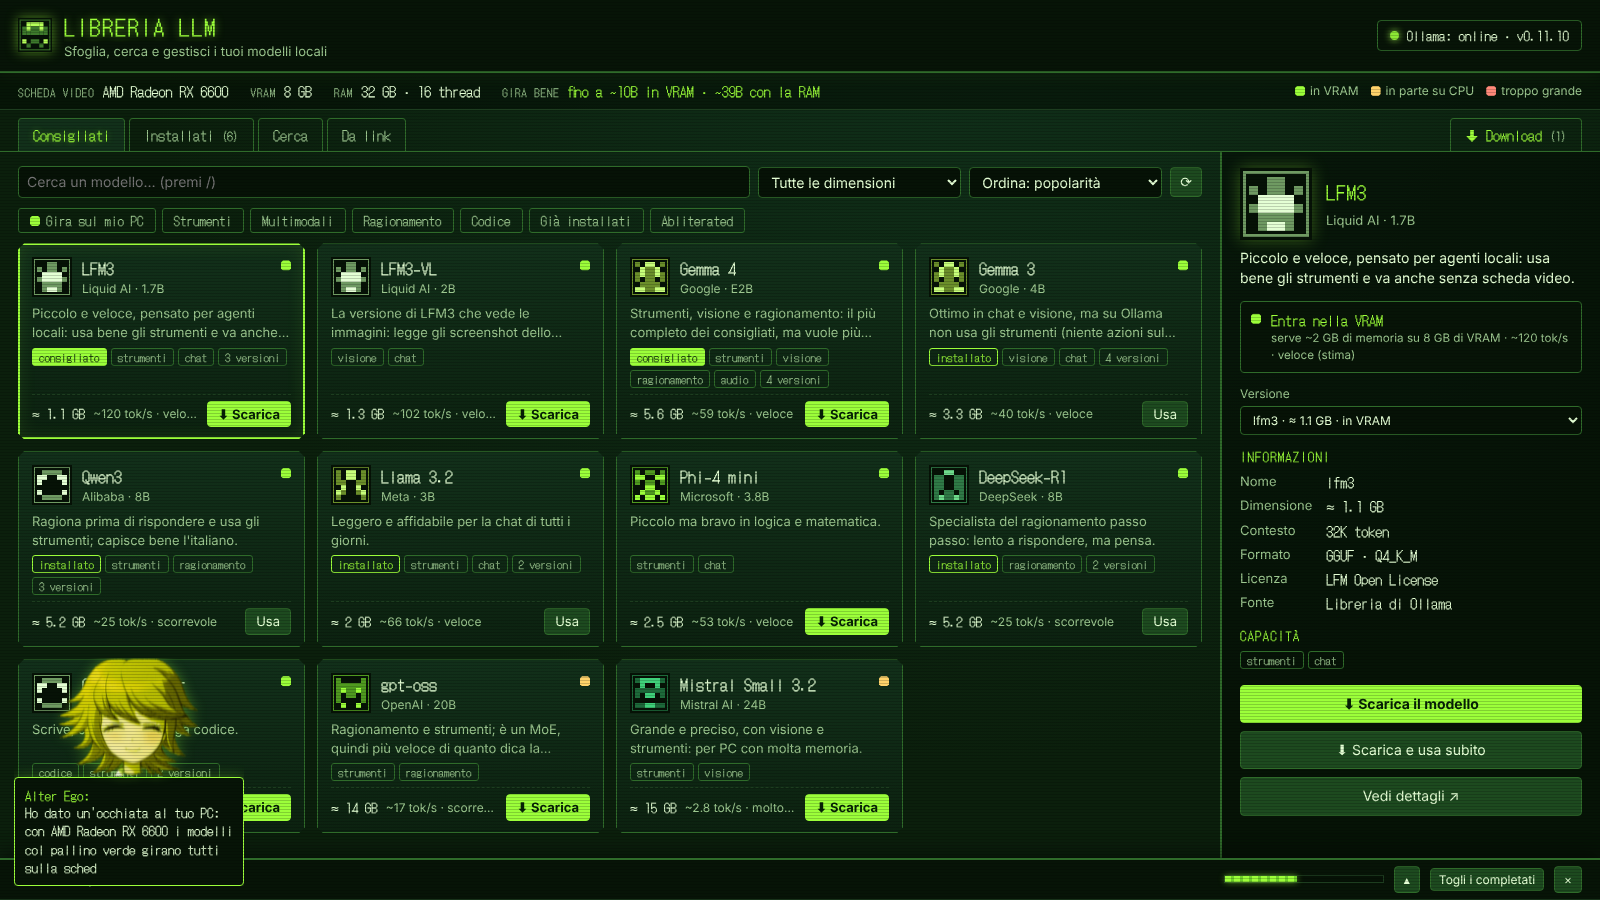 LIBRERIA LLM
Sfoglia, cerca e gestisci i tuoi modelli locali
Ollama: online · v0.11.10
SCHEDA VIDEO AMD Radeon RX 6600 VRAM 8 GB RAM 32 GB · 16 thread GIRA BENE fino a ~10B in VRAM · ~39B con la RAM
in VRAM in parte su CPU troppo grande
Consigliati
Installati (6)
Cerca
Da link
⬇ Download (1)
Cerca un modello... (premi /)
Tutte le dimensioni
Ordina: popolarità
⟳
Gira sul mio PC
Strumenti
Multimodali
Ragionamento
Codice
Già installati
Abliterated
LFM3
Liquid AI · 1.7B
Piccolo e veloce, pensato per agenti
locali: usa bene gli strumenti e va anche...
consigliato strumenti chat 3 versioni
≈ 1.1 GB ~120 tok/s · velo... ⬇ Scarica
LFM3-VL
Liquid AI · 2B
La versione di LFM3 che vede le
immagini: legge gli screenshot dello...
visione chat
≈ 1.3 GB ~102 tok/s · velo... ⬇ Scarica
Gemma 4
Google · E2B
Strumenti, visione e ragionamento: il più
completo dei consigliati, ma vuole più...
consigliato strumenti visione
ragionamento audio 4 versioni
≈ 5.6 GB ~59 tok/s · veloce ⬇ Scarica
Gemma 3
Google · 4B
Ottimo in chat e visione, ma su Ollama
non usa gli strumenti (niente azioni sul...
installato visione chat 4 versioni
≈ 3.3 GB ~40 tok/s · veloce Usa
Qwen3
Alibaba · 8B
Ragiona prima di rispondere e usa gli
strumenti; capisce bene l'italiano.
installato strumenti ragionamento
3 versioni
≈ 5.2 GB ~25 tok/s · scorrevole Usa
Llama 3.2
Meta · 3B
Leggero e affidabile per la chat di tutti i
giorni.
installato strumenti chat 2 versioni
≈ 2 GB ~66 tok/s · veloce Usa
Phi-4 mini
Microsoft · 3.8B
Piccolo ma bravo in logica e matematica.
strumenti chat
≈ 2.5 GB ~53 tok/s · veloce ⬇ Scarica
DeepSeek-R1
DeepSeek · 8B
Specialista del ragionamento passo
passo: lento a rispondere, ma pensa.
installato ragionamento 2 versioni
≈ 5.2 GB ~25 tok/s · scorrevole Usa
codice.
codice versioni
gpt-oss
OpenAI · 20B
Ragionamento e strumenti; è un MoE,
quindi più veloce di quanto dica la...
strumenti ragionamento
≈ 14 GB ~17 tok/s · scorre... ⬇ Scarica
Mistral Small 3.2
Mistral AI · 24B
Grande e preciso, con visione e
strumenti: per PC con molta memoria.
strumenti visione
≈ 15 GB ~2.8 tok/s · molto... ⬇ Scarica
Alter Ego:
Ho dato un'occhiata al tuo PC:
con AMD Radeon RX 6600 i modelli
col pallino verde girano tutti
sulla sched
LFM3
Liquid AI · 1.7B
Piccolo e veloce, pensato per agenti locali: usa
bene gli strumenti e va anche senza scheda video.
Entra nella VRAM
serve ~2 GB di memoria su 8 GB di VRAM · ~120 tok/s
· veloce (stima)
Versione
lfm3 · ≈ 1.1 GB · in VRAM
INFORMAZIONI
Nome lfm3
Dimensione ≈ 1.1 GB
Contesto 32K token
Formato GGUF · Q4_K_M
Licenza LFM Open License
Fonte Libreria di Ollama
CAPACITÀ
strumenti chat
⬇ Scarica il modello
⬇ Scarica e usa subito
Vedi dettagli ↗
▲
Togli i completati
×